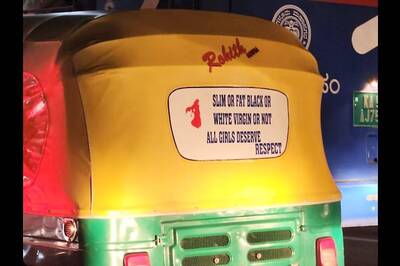 Rohith
SLIM OR FAT BLACK OR
WHITE VIRGIN OR NOT
ALL GIRLS DESERVE
RESPECT